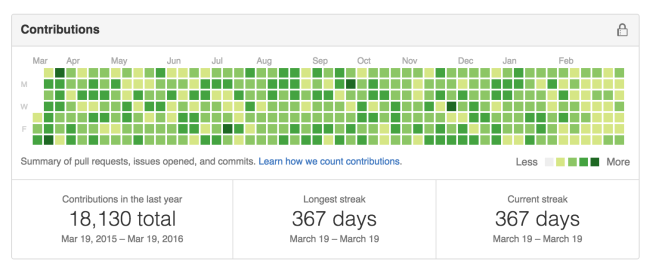 Contributions
Mar Apr May Jun Jul Aug Sep Oct Nov Dec Jan Feb
M
W
F
Summary of pull requests, issues opened, and commits. Learn how we count contributions.
Less More
Contributions in the last year
18,130 total
Mar 19, 2015 – Mar 19, 2016
Longest streak
367 days
March 19 – March 19
Current streak
367 days
March 19 – March 19